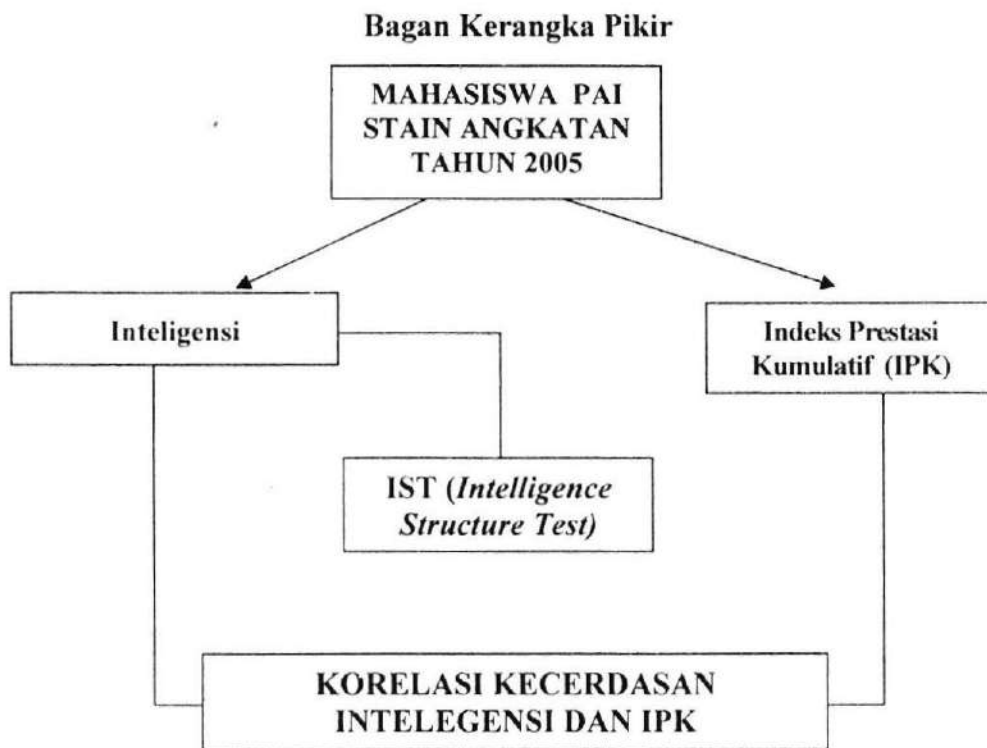 Bagan Kerangka Pikir
MAHASISWA PAI
STAIN ANGKATAN
TAHUN 2005
Inteligensi
Indeks Prestasi
Kumulatif (IPK)
IST (Intelligence
Structure Test)
KORELASI KECERDASAN
INTELEGENSI DAN IPK